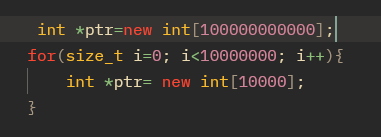 int *ptr=new int[100000000000];
for(size_t i=0; i<10000000; i++){
int *ptr= new int[10000];
}